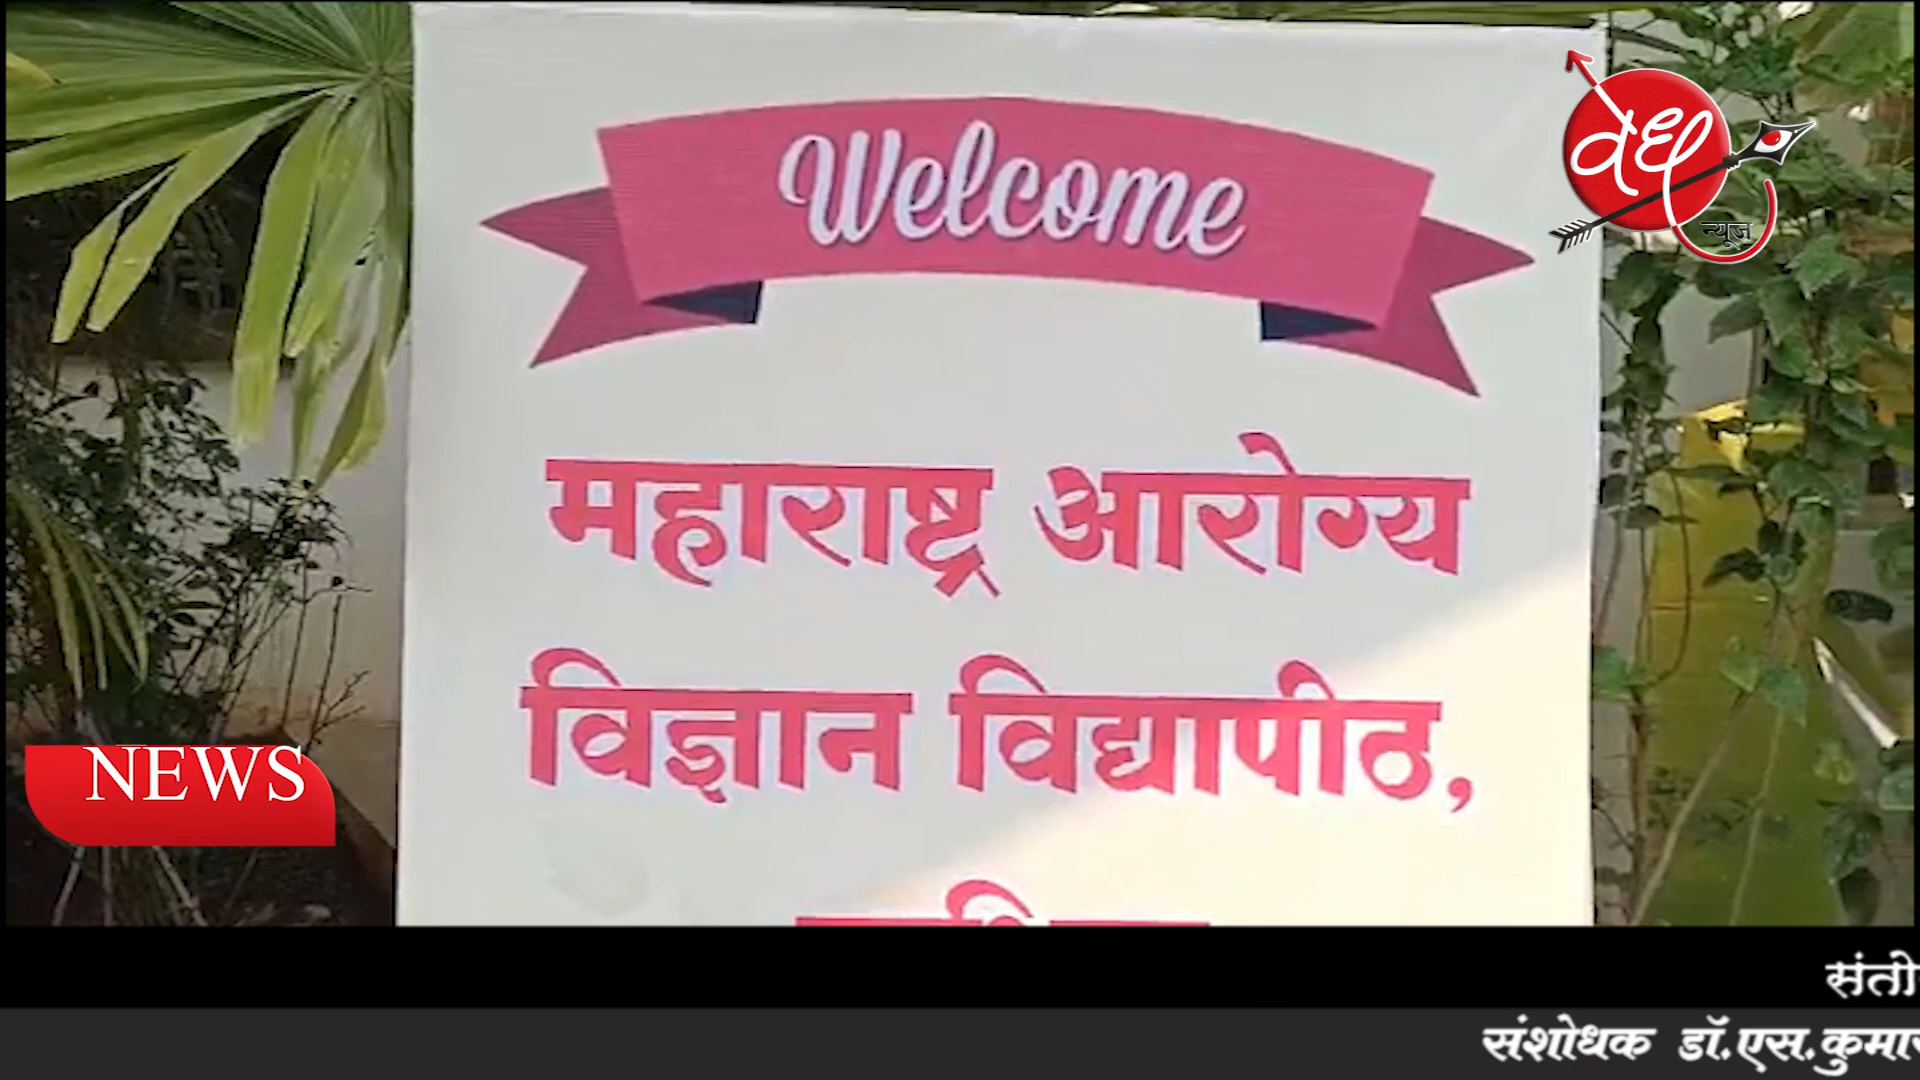 Welcome
न्यूज
महाराष्ट्र आरोग्य
विज्ञान विद्यापीठ,
NEWS
संशोधक डॉ.एस.कुमार